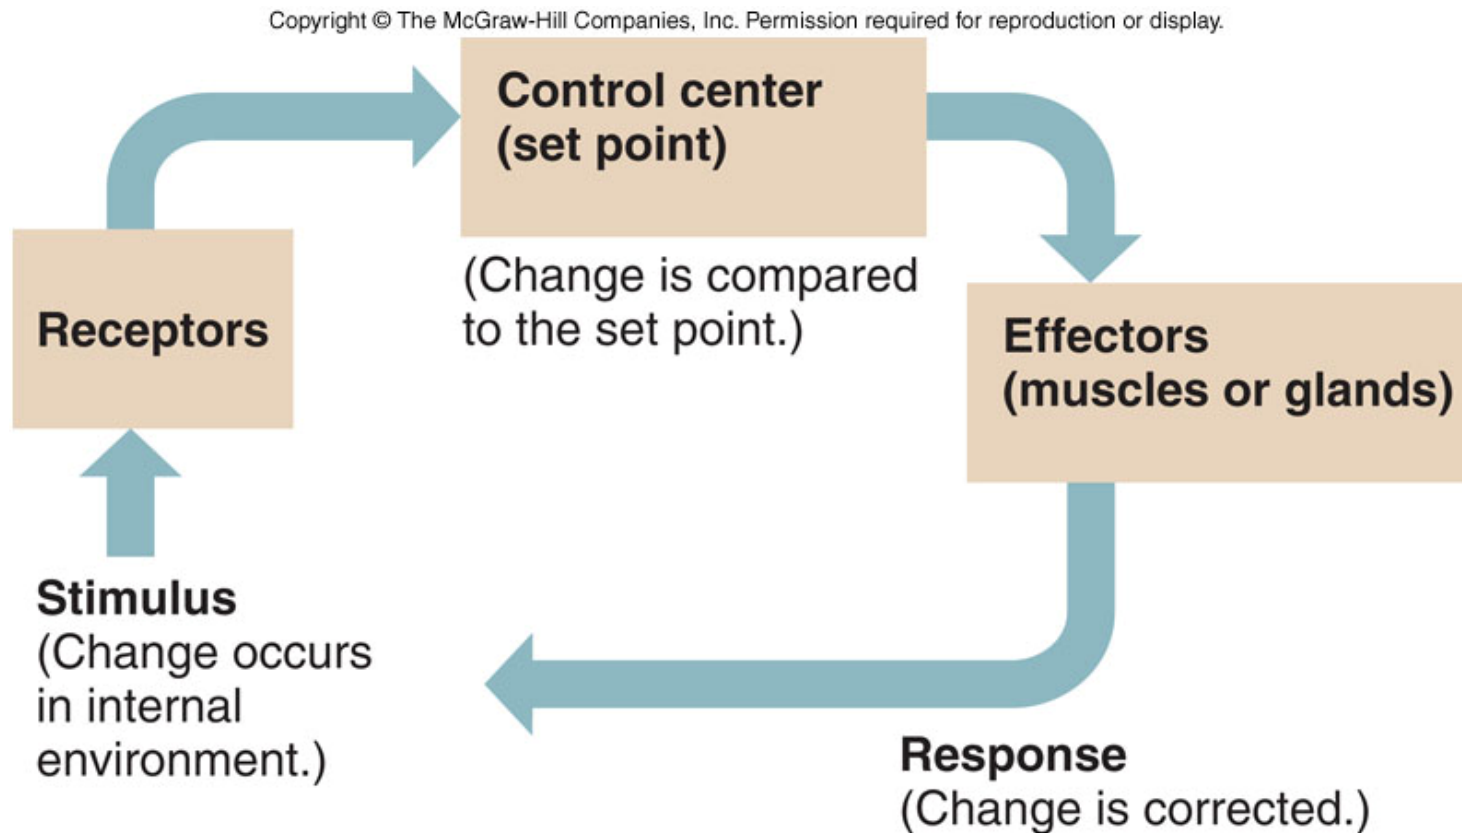 Copyright © The McGraw-Hill Companies, Inc. Permission required for reproduction or display.
Control center
(set point)
(Change is compared
to the set point.)
Receptors
Effectors
(muscles or glands)
Stimulus
(Change occurs
in internal
environment.)
Response
(Change is corrected.)